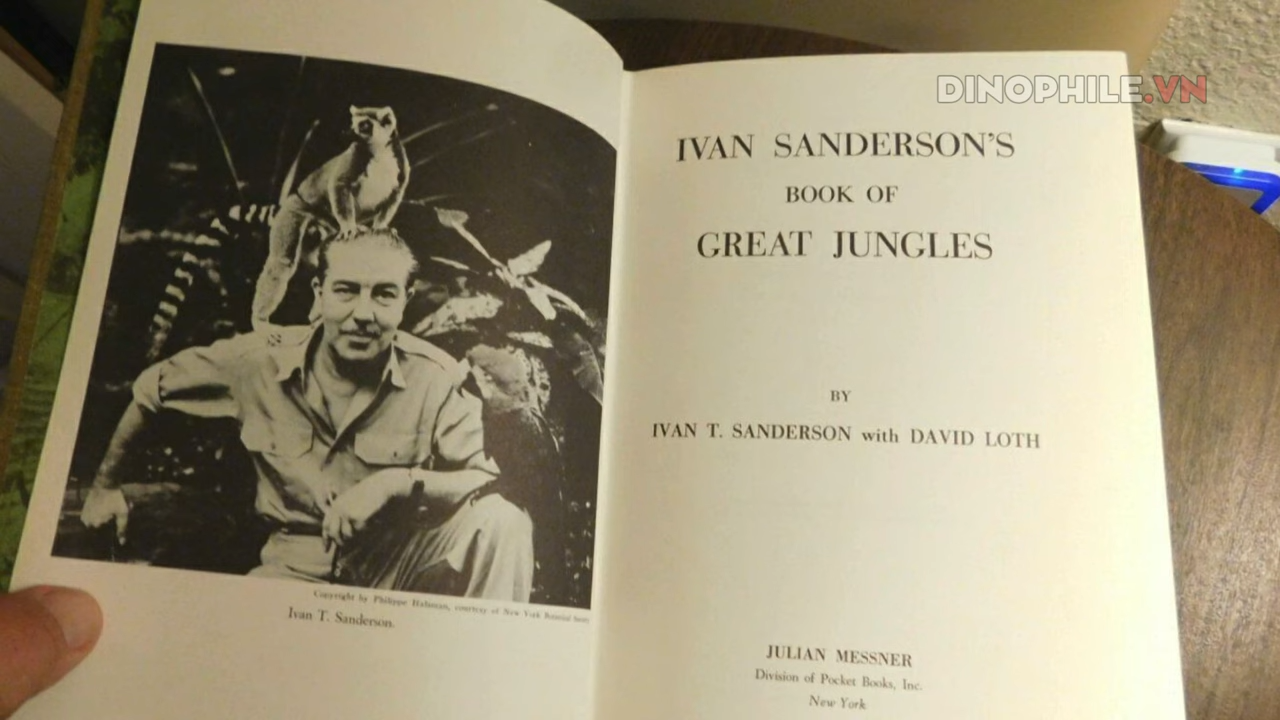 Copyright by Philippe Halsman, courtesy of New York
Ivan T. Sanderson.
DINOPHILE.VN
IVAN SANDERSON'S
BOOK OF
GREAT JUNGLES
BY
IVAN T. SANDERSON with DAVID LOTH
JULIAN MESSNER
Division of Pocket Books, Inc.
New York